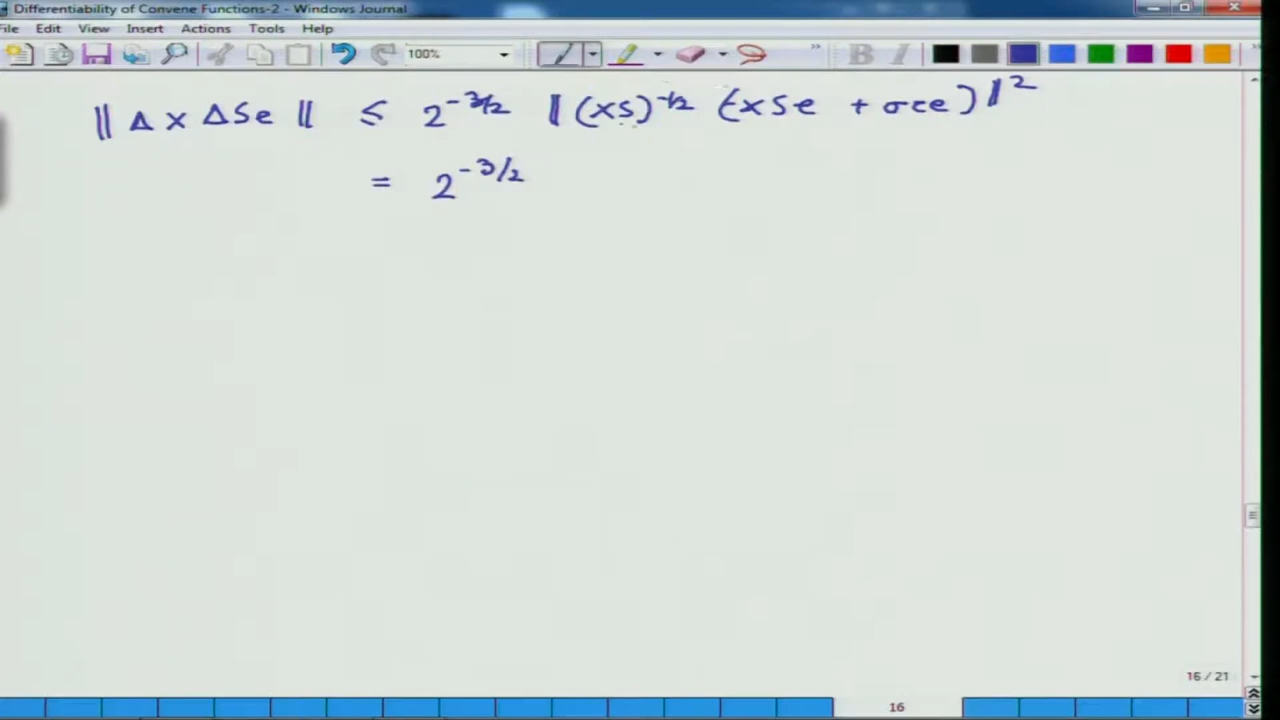 Differentiability of Convene Functions-2 - Windows Journal
File Edit View Insert Actions Tools Help
100% B I
‖ Δ x Δ S e ‖ ≤ 2^{-3/2} ‖ (XS)^{-1/2} (-XSe + σ𝜏e) ‖^2
= 2^{-3/2}
16 / 21
16